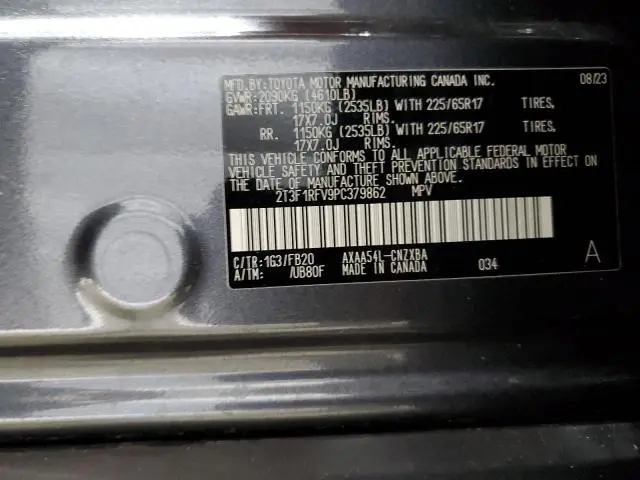 MFD. BY: TOYOTA MOTOR MANUFACTURING CANADA INC. 08/23
GVWR: 2090KG (4610LB)
GAWR: FRT. 1150KG (2535LB) WITH 225/65R17 TIRES,
17X7.0J RIMS.
RR. 1150KG (2535LB) WITH 225/65R17 TIRES,
17X7.0J RIMS.
THIS VEHICLE CONFORMS TO ALL APPLICABLE FEDERAL MOTOR
VEHICLE SAFETY AND THEFT PREVENTION STANDARDS IN EFFECT ON
THE DATE OF MANUFACTURE SHOWN ABOVE.
2T3F1RFV9PC379862 MPV
C/TR: 1G3/FB20 AXAA54L-CNZXBA
A/TM: /UB80F MADE IN CANADA 034 A